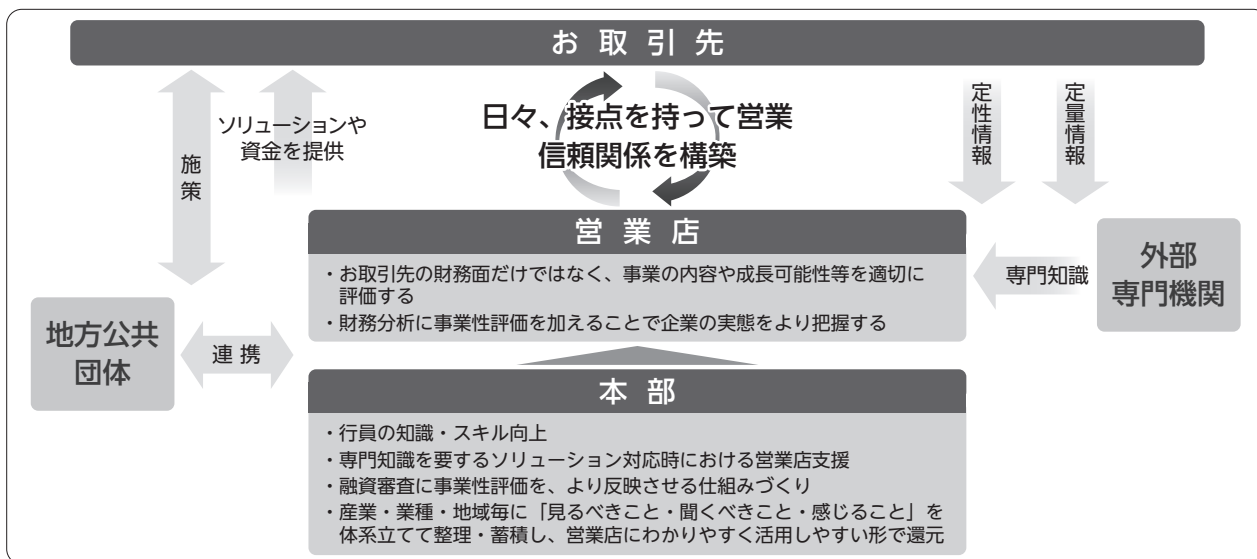 お取引先
施策
ソリューションや
資金を提供
日々、接点を持って営業
信頼関係を構築
定性情報
定量情報
営業店
・お取引先の財務面だけではなく、事業の内容や成長可能性等を適切に
評価する
・財務分析に事業性評価を加えることで企業の実態をより把握する
専門知識
外部
専門機関
地方公共
団体
連携
本部
・行員の知識・スキル向上
・専門知識を要するソリューション対応時における営業店支援
・融資審査に事業性評価を、より反映させる仕組みづくり
・産業・業種・地域毎に「見るべきこと・聞くべきこと・感じること」を
体系立てて整理・蓄積し、営業店にわかりやすく活用しやすい形で還元